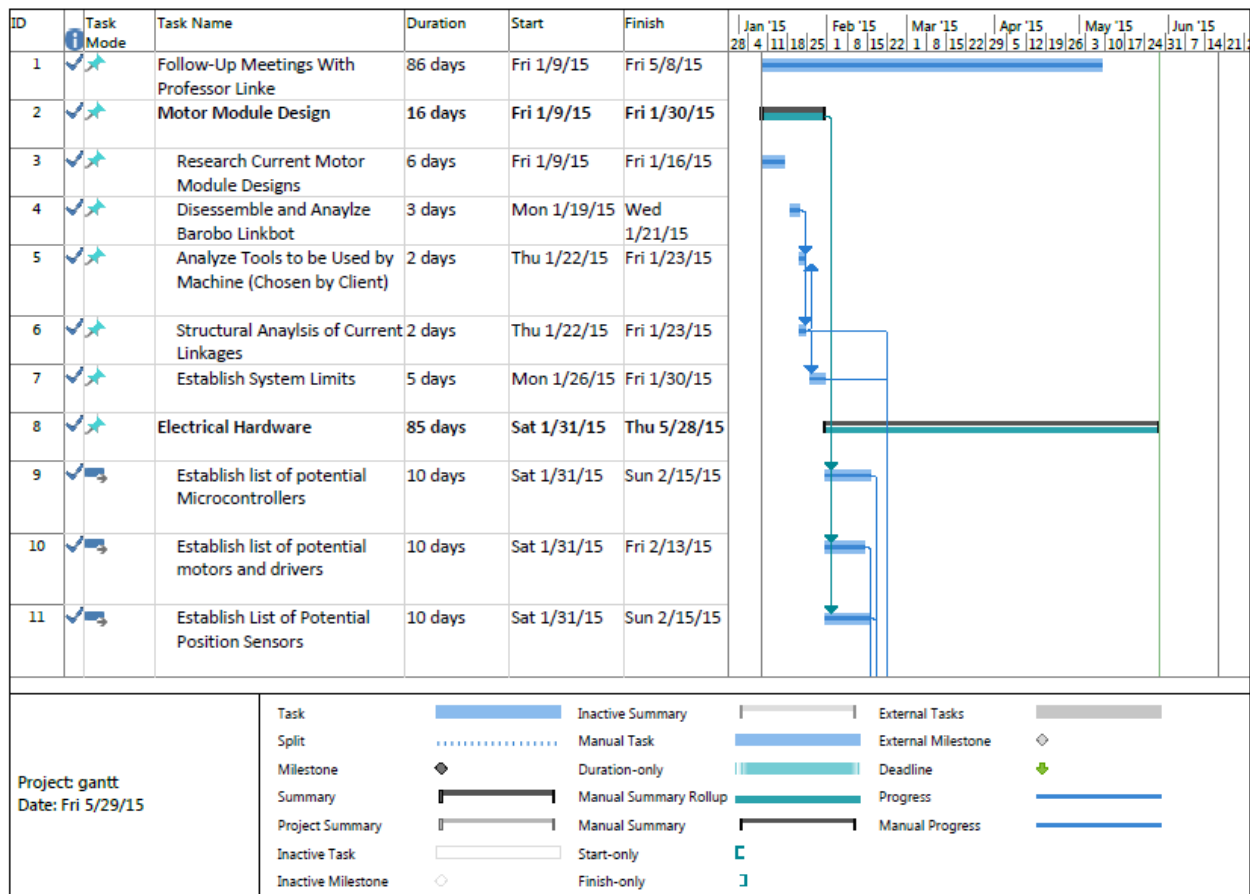 ID Task Mode Task Name Duration Start Finish
Jan '15 Feb '15 Mar '15 Apr '15 May '15 Jun '15
28 4 11 18 25 1 8 15 22 1 8 15 22 29 5 12 19 26 3 10 17 24 31 7 14 21
1 Follow-Up Meetings With 86 days Fri 1/9/15 Fri 5/8/15
Professor Linke
2 Motor Module Design 16 days Fri 1/9/15 Fri 1/30/15
3 Research Current Motor 6 days Fri 1/9/15 Fri 1/16/15
Module Designs
4 Disessemble and Anaylze 3 days Mon 1/19/15 Wed
Barobo Linkbot 1/21/15
5 Analyze Tools to be Used by 2 days Thu 1/22/15 Fri 1/23/15
Machine (Chosen by Client)
6 Structural Anaylsis of Current 2 days Thu 1/22/15 Fri 1/23/15
Linkages
7 Establish System Limits 5 days Mon 1/26/15 Fri 1/30/15
8 Electrical Hardware 85 days Sat 1/31/15 Thu 5/28/15
9 Establish list of potential 10 days Sat 1/31/15 Sun 2/15/15
Microcontrollers
10 Establish list of potential 10 days Sat 1/31/15 Fri 2/13/15
motors and drivers
11 Establish List of Potential 10 days Sat 1/31/15 Sun 2/15/15
Position Sensors
Project: gantt
Date: Fri 5/29/15
Task Inactive Summary External Tasks
Split Manual Task External Milestone
Milestone Duration-only Deadline
Summary Manual Summary Rollup Progress
Project Summary Manual Summary Manual Progress
Inactive Task Start-only
Inactive Milestone Finish-only